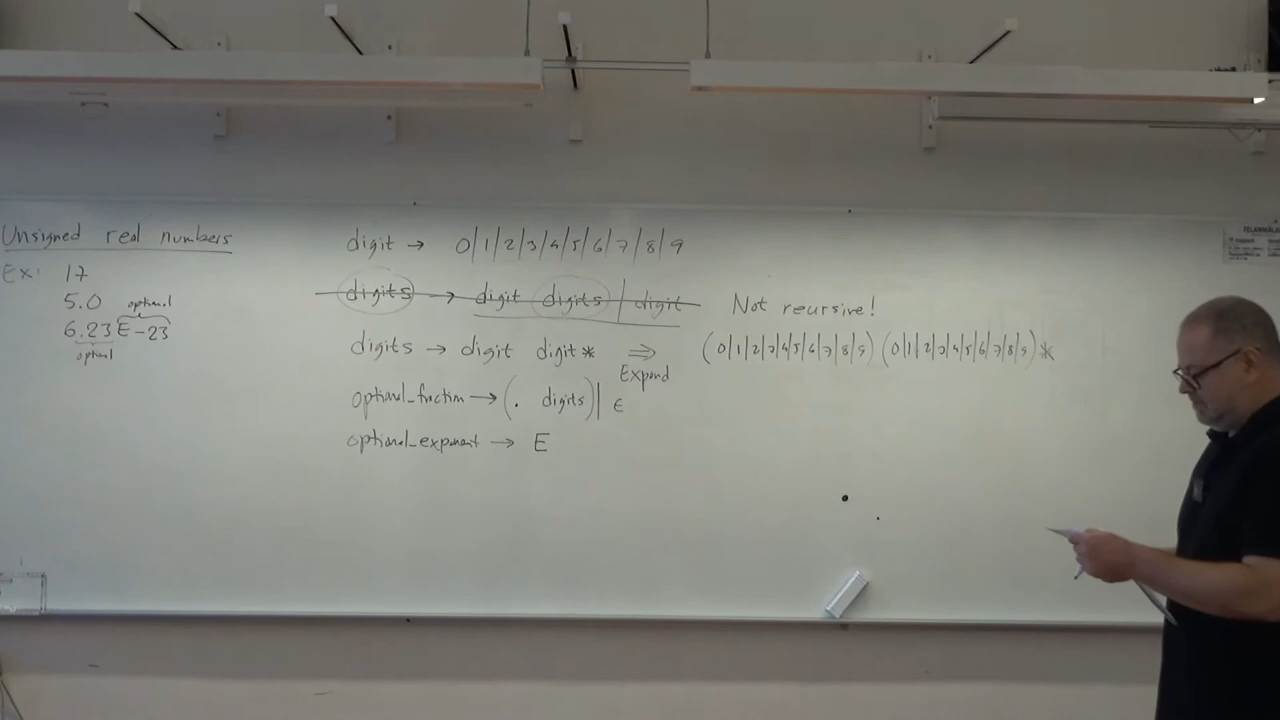 Unsigned real numbers
Ex: 17
5.0
optional
6.23E-23
optional
digit → 0|1|2|3|4|5|6|7|8|9
digits → digit digits | digit
Not recursive!
digits → digit digit* ⇒ (0|1|2|3|4|5|6|7|8|9)(0|1|2|3|4|5|6|7|8|9)*
Expand
optional_fraction → (. digits)| ε
optional_exponent → E